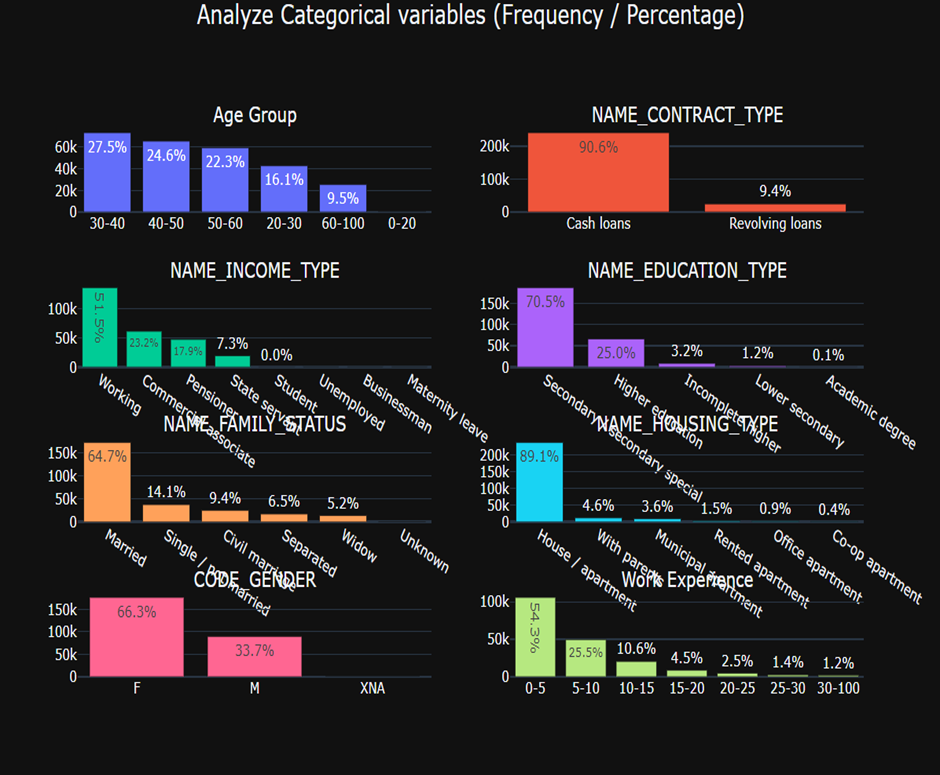 Analyze Categorical variables (Frequency / Percentage)
Age Group
60k
40k
20k
0
27.5%
24.6%
22.3%
16.1%
9.5%
30-40
40-50
50-60
20-30
60-100
0-20
NAME_CONTRACT_TYPE
200k
100k
0
90.6%
9.4%
Cash loans
Revolving loans
NAME_INCOME_TYPE
100k
50k
0
51.5%
23.2%
17.9%
7.3%
0.0%
Working
Commercial associate
Pensioner
State servant
Student
Unemployed
Businessman
Maternity leave
NAME_EDUCATION_TYPE
150k
100k
50k
0
70.5%
25.0%
3.2%
1.2%
0.1%
Secondary / secondary special
Higher education
Incomplete higher
Lower secondary
Academic degree
NAME_FAMILY_STATUS
150k
100k
50k
0
64.7%
14.1%
9.4%
6.5%
5.2%
Married
Single / not married
Civil marriage
Separated
Widow
Unknown
NAME_HOUSING_TYPE
200k
150k
100k
50k
0
89.1%
4.6%
3.6%
1.5%
0.9%
0.4%
House / apartment
With parents
Municipal apartment
Rented apartment
Office apartment
Co-op apartment
CODE_GENDER
150k
100k
50k
0
66.3%
33.7%
F
M
XNA
Work Experience
100k
50k
0
54.3%
25.5%
10.6%
4.5%
2.5%
1.4%
1.2%
0-5
5-10
10-15
15-20
20-25
25-30
30-100